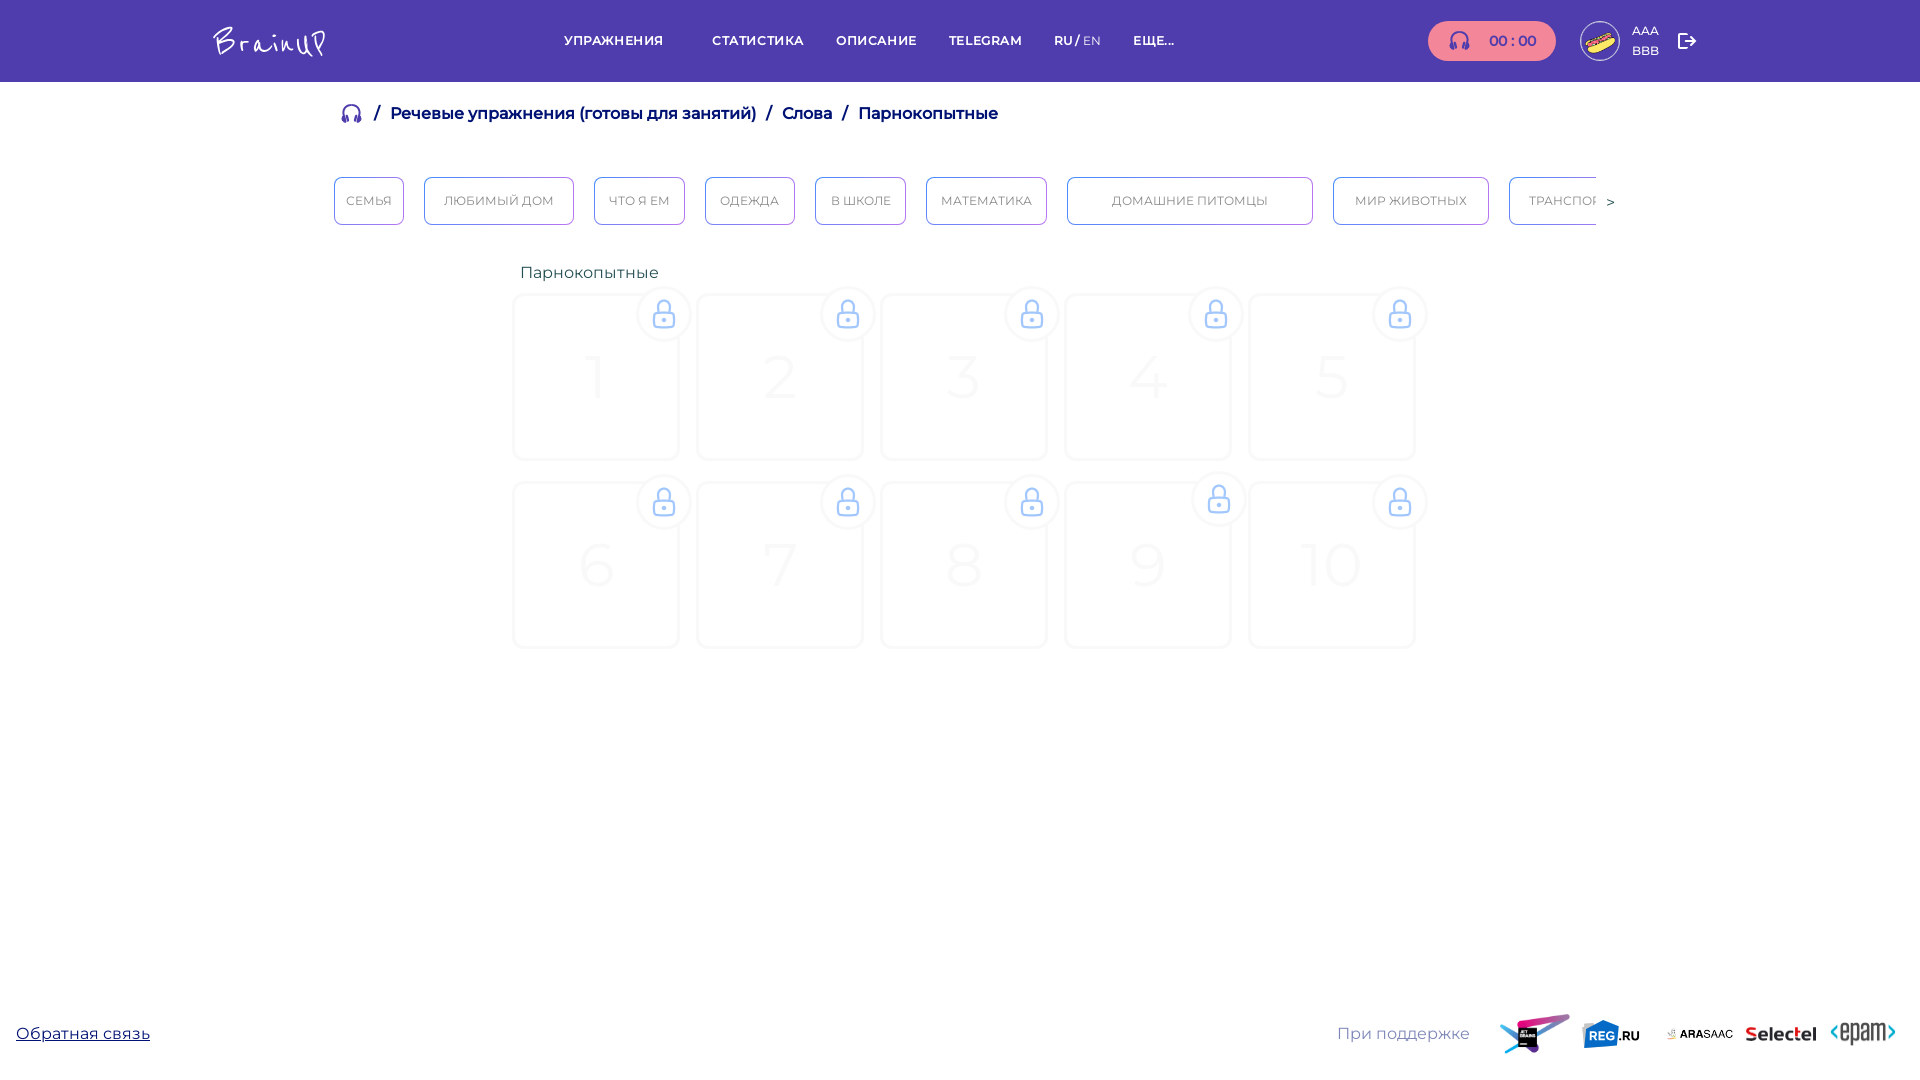 BrainUP
УПРАЖНЕНИЯ СТАТИСТИКА ОПИСАНИЕ TELEGRAM RU / EN ЕЩЕ...
00 : 00
AAA
BBB
/ Речевые упражнения (готовы для занятий) / Слова / Парнокопытные
СЕМЬЯ ЛЮБИМЫЙ ДОМ ЧТО Я ЕМ ОДЕЖДА В ШКОЛЕ МАТЕМАТИКА ДОМАШНИЕ ПИТОМЦЫ МИР ЖИВОТНЫХ ТРАНСПОР >
Парнокопытные
1 2 3 4 5
6 7 8 9 10
Обратная связь
При поддержке
JET BRAINS
REG.RU
ARASAAC
Selectel
<epam>